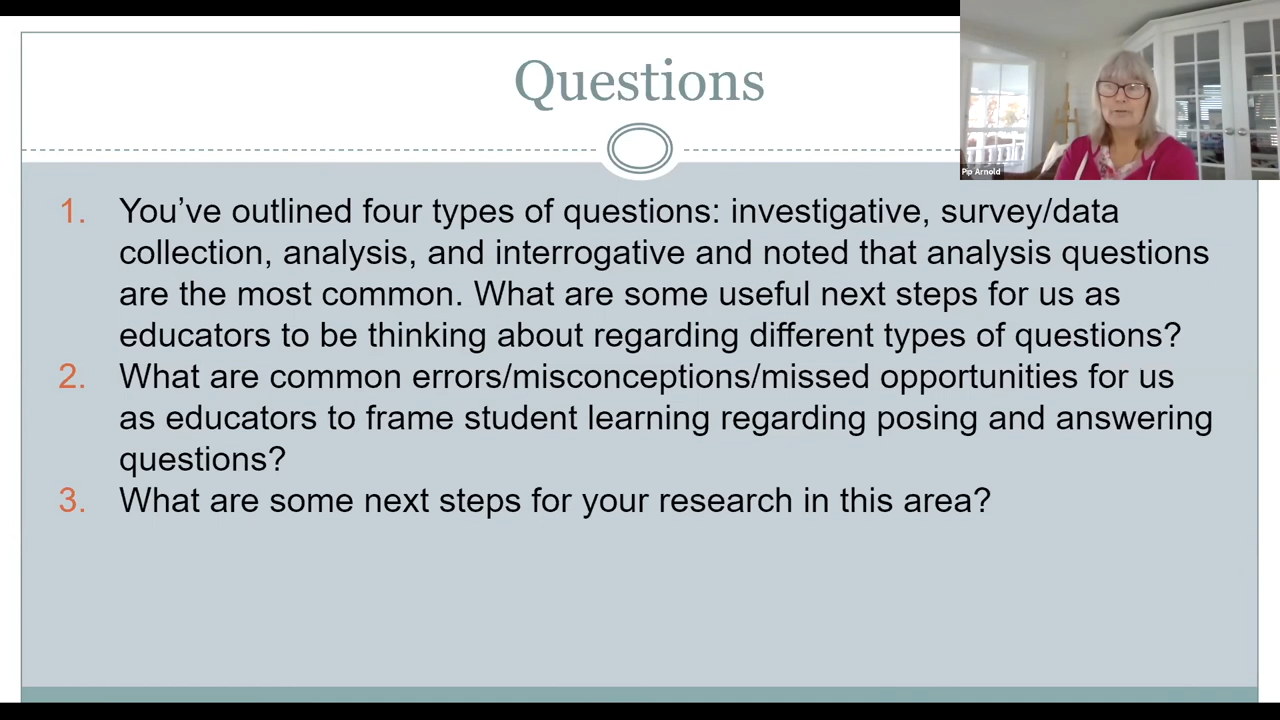 Questions
Pip Arnold
1. You’ve outlined four types of questions: investigative, survey/data
collection, analysis, and interrogative and noted that analysis questions
are the most common. What are some useful next steps for us as
educators to be thinking about regarding different types of questions?
2. What are common errors/misconceptions/missed opportunities for us
as educators to frame student learning regarding posing and answering
questions?
3. What are some next steps for your research in this area?